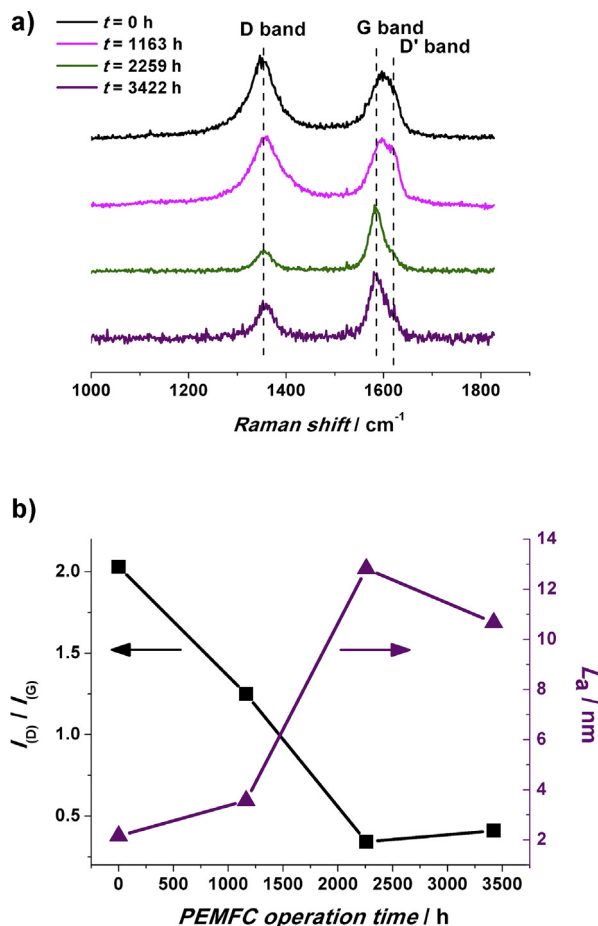 a)
t = 0 h
t = 1163 h
t = 2259 h
t = 3422 h
D band
G band
D' band
1000 1200 1400 1600 1800
Raman shift / cm⁻¹
b)
I(D) / I(G)
2.0
1.5
1.0
0.5
14
12
10
8
6
4
2
La / nm
0 500 1000 1500 2000 2500 3000 3500
PEMFC operation time / h